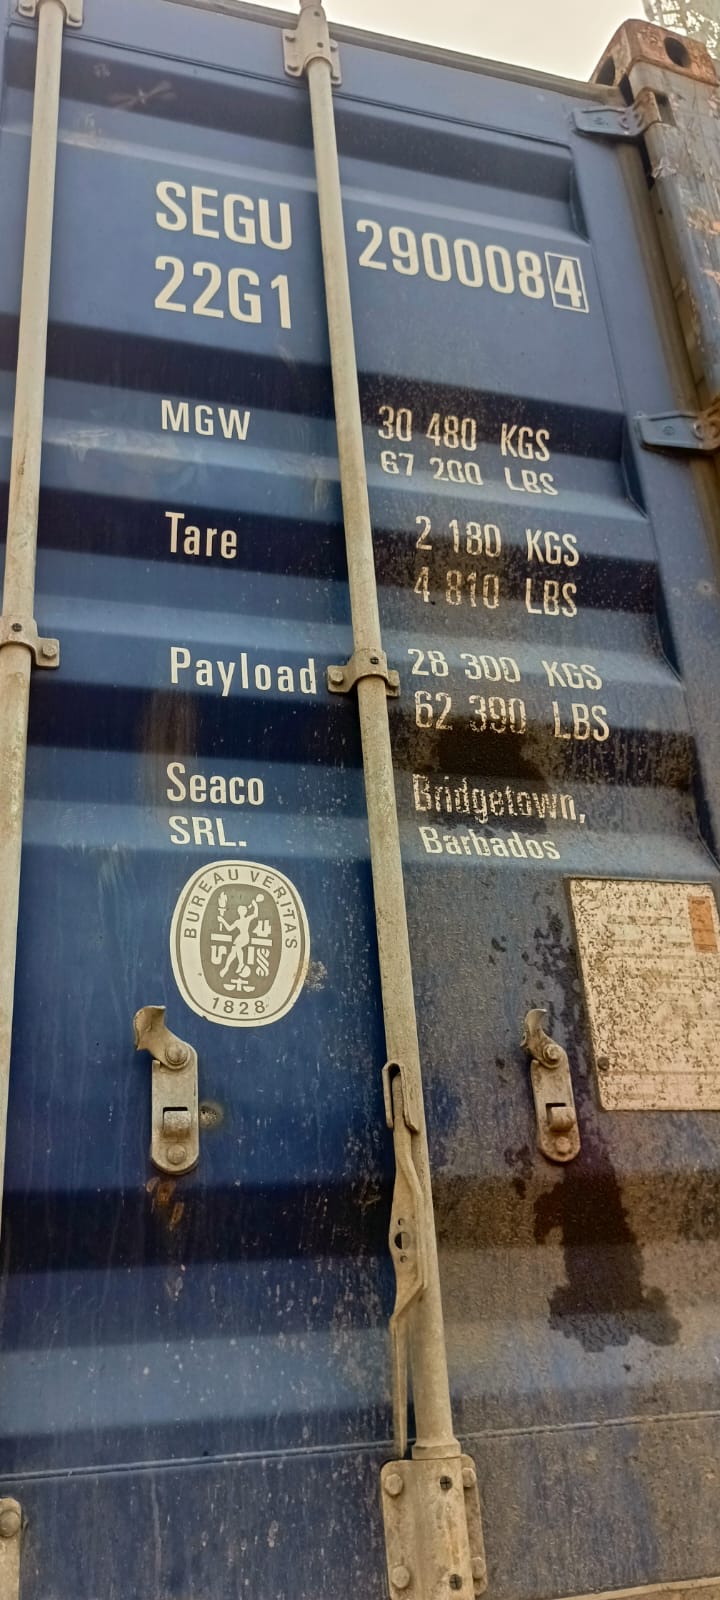 SEGU 2900084
22G1
MGW 30 480 KGS
67 200 LBS
Tare 2 180 KGS
4 810 LBS
Payload 28 300 KGS
62 390 LBS
Seaco Bridgetown,
SRL. Barbados
BUREAU VERITAS
1828